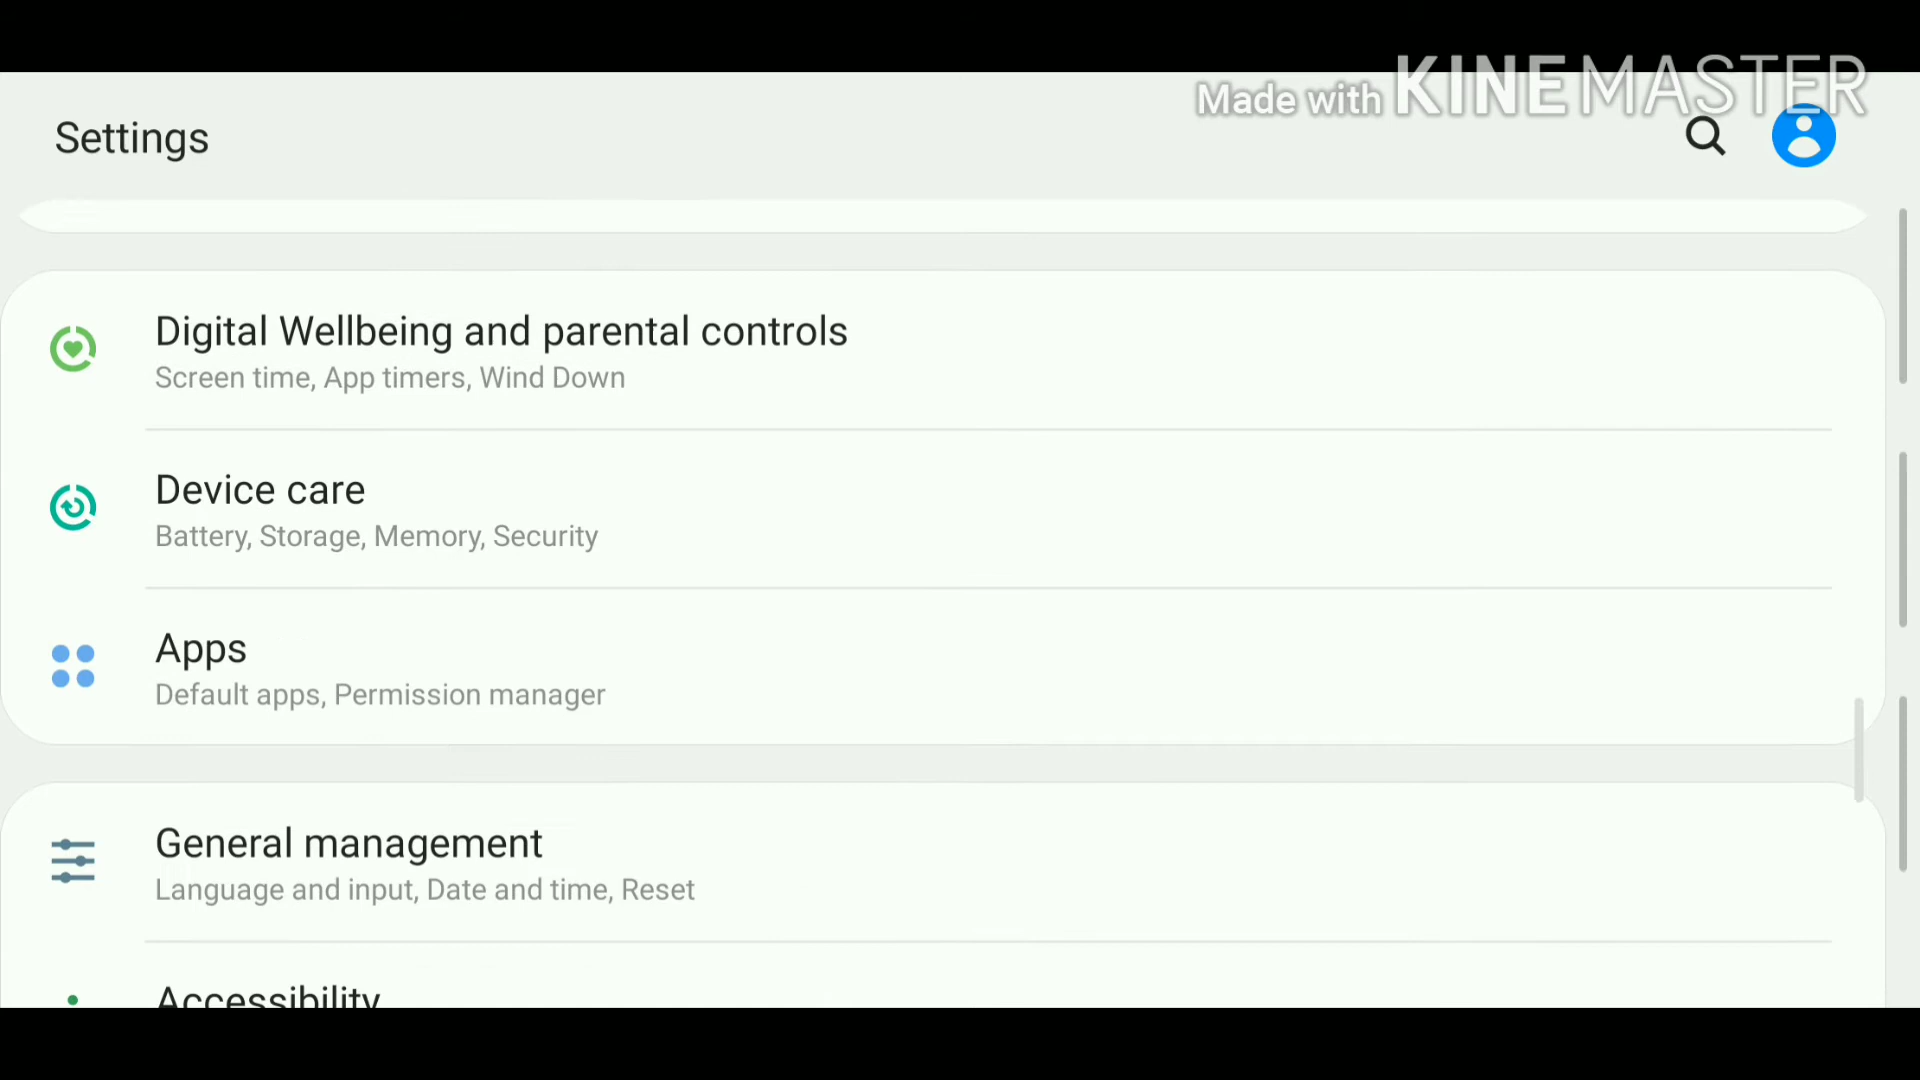 Made with KINEMASTER
Settings
Digital Wellbeing and parental controls
Screen time, App timers, Wind Down
Device care
Battery, Storage, Memory, Security
Apps
Default apps, Permission manager
General management
Language and input, Date and time, Reset
Accessibility